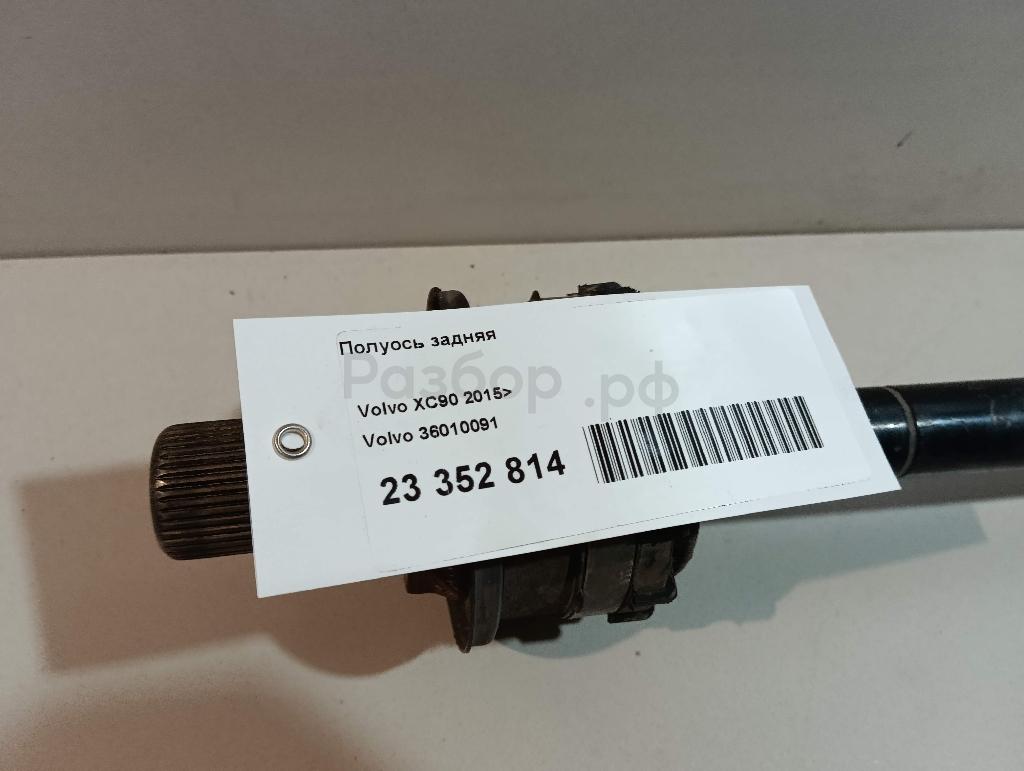 Полуось задняя
Разбор.рф
Volvo XC90 2015>
Volvo 36010091
23 352 814